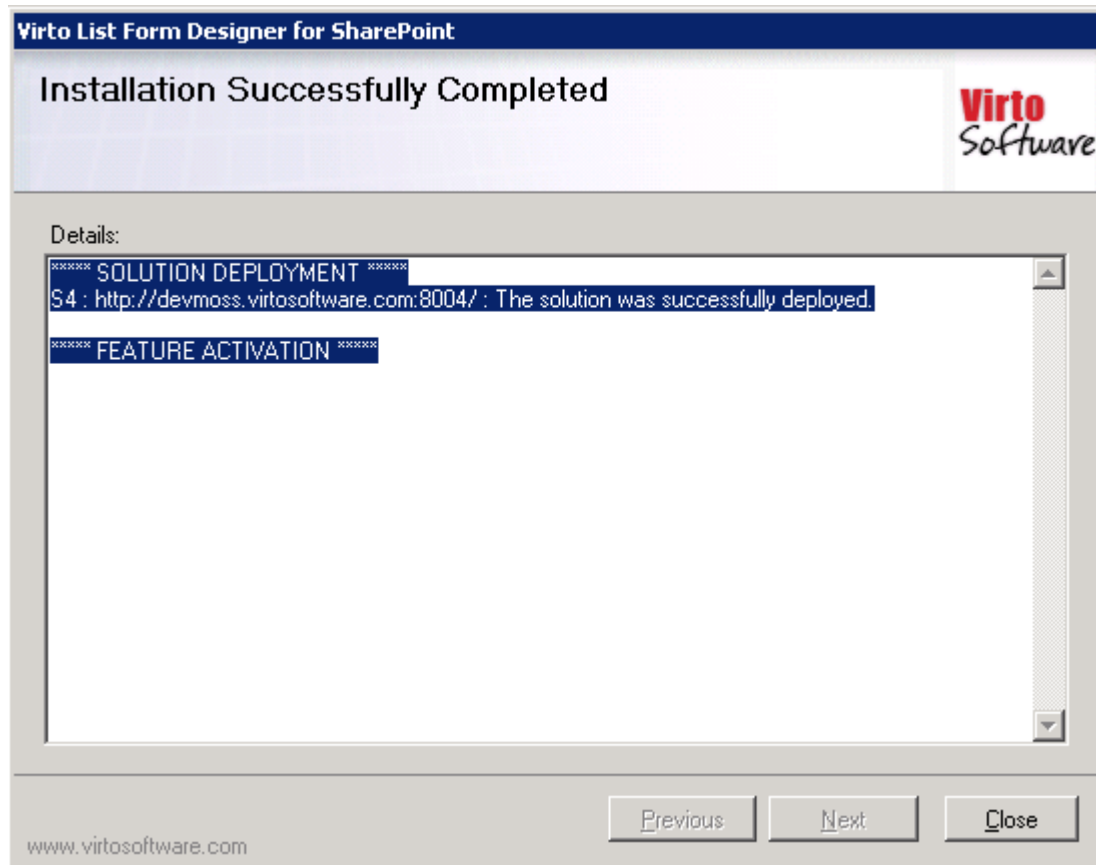 Virto List Form Designer for SharePoint
Installation Successfully Completed
Virto
Software
Details:
***** SOLUTION DEPLOYMENT *****
S4 : http://devmoss.virtosoftware.com:8004/ : The solution was successfully deployed.
***** FEATURE ACTIVATION *****
Previous Next Close
www.virtosoftware.com